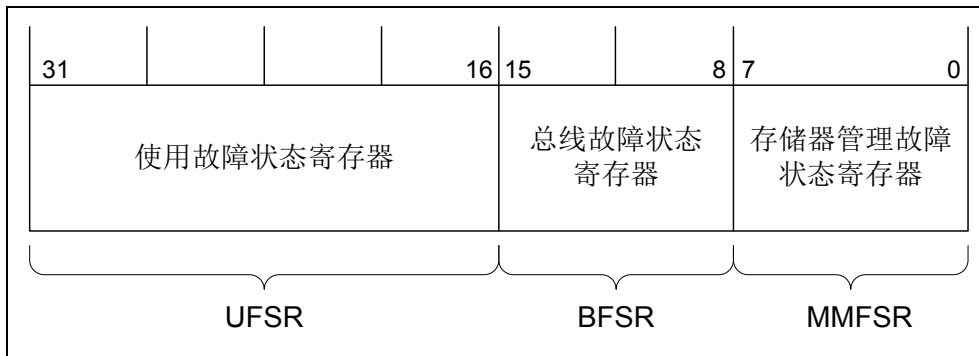 31 16 15 8 7 0
使用故障状态寄存器
总线故障状态
寄存器
存储器管理故障
状态寄存器
UFSR BFSR MMFSR